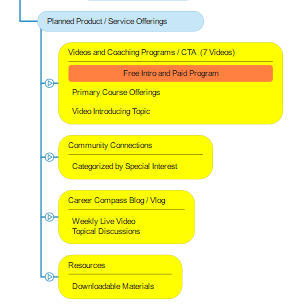 Planned Product / Service Offerings
Videos and Coaching Programs / CTA (7 Videos)
Free Intro and Paid Program
Primary Course Offerings
Video Introducing Topic
Community Connections
Categorized by Special Interest
Career Compass Blog / Vlog
Weekly Live Video
Topical Discussions
Resources
Downloadable Materials